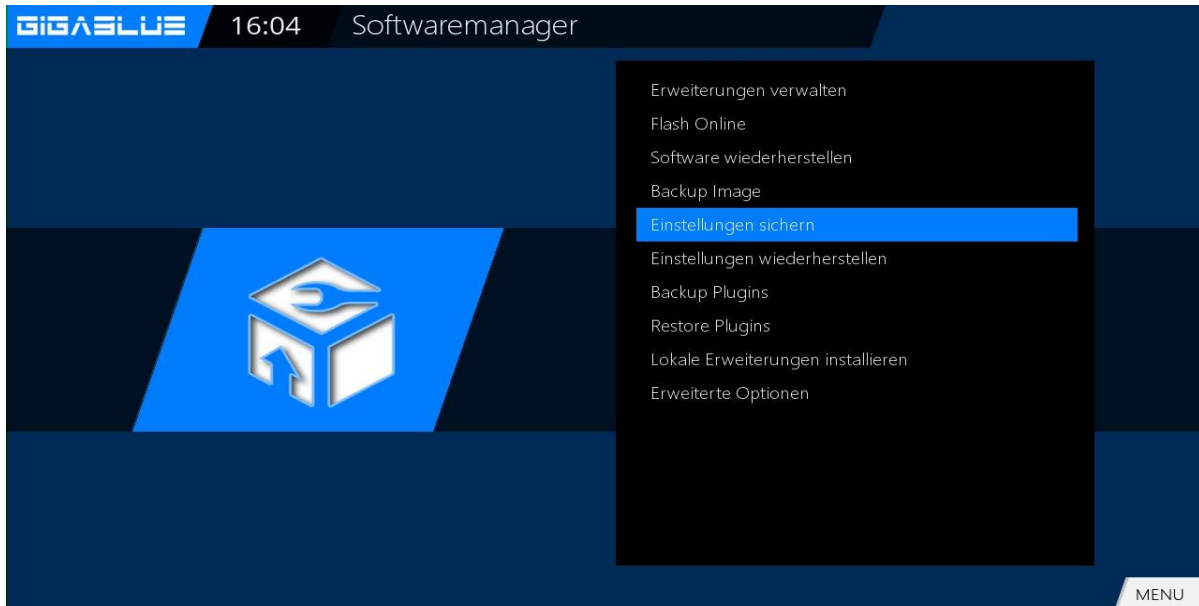 GIGABLUE 16:04 Softwaremanager
Erweiterungen verwalten
Flash Online
Software wiederherstellen
Backup Image
Einstellungen sichern
Einstellungen wiederherstellen
Backup Plugins
Restore Plugins
Lokale Erweiterungen installieren
Erweiterte Optionen
MENU